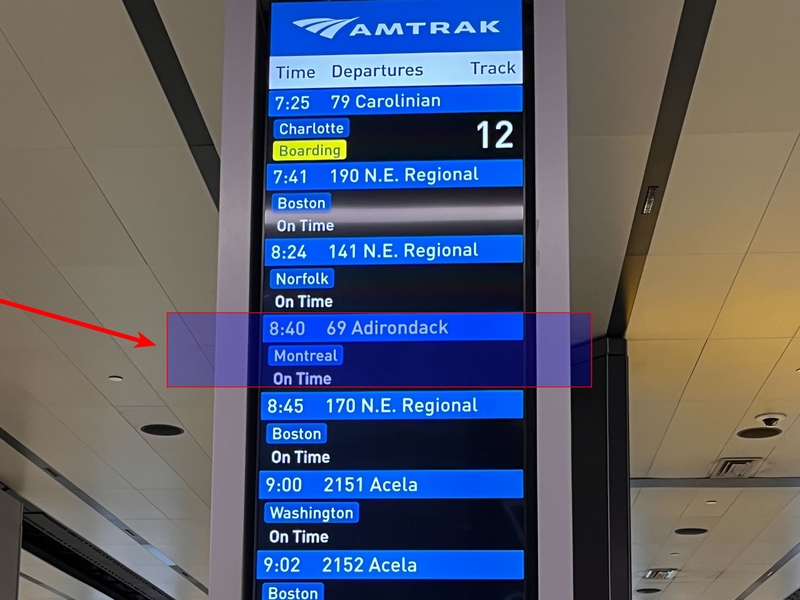 AMTRAK
Time Departures Track
7:25 79 Carolinian
Charlotte 12
Boarding
7:41 190 N.E. Regional
Boston
On Time
8:24 141 N.E. Regional
Norfolk
On Time
8:40 69 Adirondack
Montreal
On Time
8:45 170 N.E. Regional
Boston
On Time
9:00 2151 Acela
Washington
On Time
9:02 2152 Acela
Boston